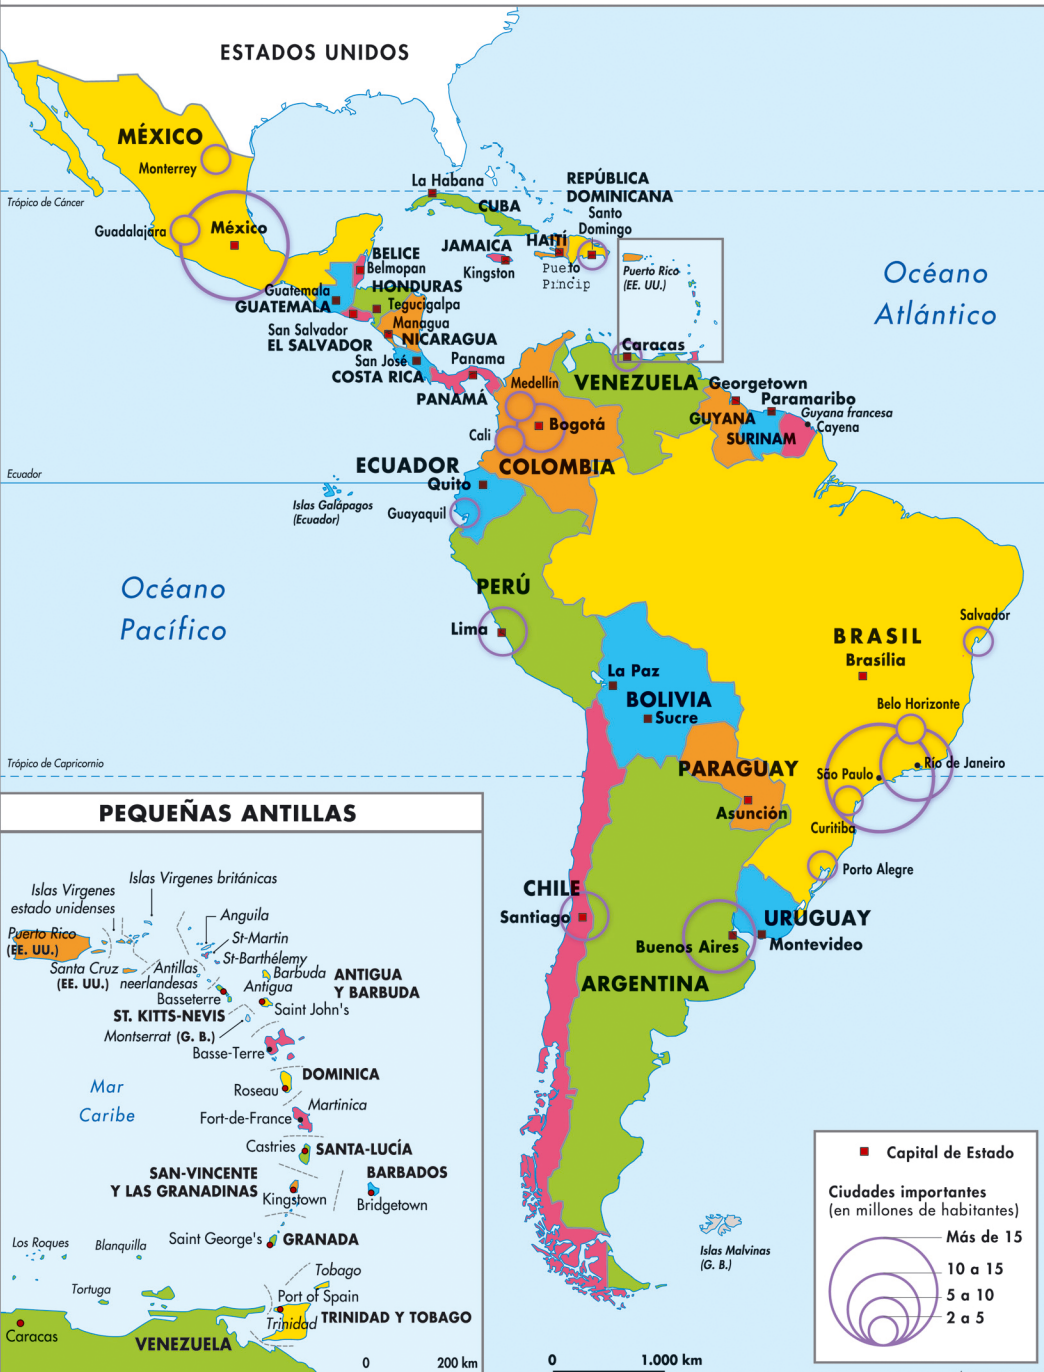 ESTADOS UNIDOS
MÉXICO
Monterrey
Trópico de Cáncer
Guadalajara
México
La Habana
CUBA
REPÚBLICA
DOMINICANA
Santo
Domingo
JAMAICA
Kingston
HAITÍ
Puerto Rico
(EE. UU.)
BELICE
Belmopan
Guatemala
GUATEMALA
HONDURAS
Tegucigalpa
San Salvador
EL SALVADOR
Managua
NICARAGUA
San José
COSTA RICA
Panama
PANAMÁ
Océano
Atlántico
Caracas
VENEZUELA
Georgetown
Paramaribo
GUYANA
Guyana francesa
Cayena
SURINAM
Medellín
Bogotá
Cali
COLOMBIA
Ecuador
ECUADOR
Quito
Islas Galápagos
(Ecuador)
Guayaquil
Océano
Pacífico
PERÚ
Lima
BRASIL
Brasília
Salvador
La Paz
BOLIVIA
Sucre
Belo Horizonte
Trópico de Capricornio
PARAGUAY
Asunción
São Paulo
Río de Janeiro
Curitiba
Porto Alegre
CHILE
Santiago
URUGUAY
Buenos Aires
Montevideo
ARGENTINA
Islas Malvinas
(G. B.)
PEQUEÑAS ANTILLAS
Islas Virgenes
estado unidenses
Islas Virgenes británicas
Puerto Rico
(EE. UU.)
Anguila
St-Martin
St-Barthélemy
Santa Cruz
(EE. UU.)
Antillas
neerlandesas
Barbuda
Antigua
ANTIGUA
Y BARBUDA
Basseterre
Saint John's
ST. KITTS-NEVIS
Montserrat (G. B.)
Basse-Terre
Mar
Caribe
DOMINICA
Roseau
Martinica
Fort-de-France
Castries
SANTA-LUCÍA
SAN-VINCENTE
Y LAS GRANADINAS
Kingstown
BARBADOS
Bridgetown
Saint George's
GRANADA
Los Roques
Blanquilla
Tortuga
Tobago
Port of Spain
Trinidad
TRINIDAD Y TOBAGO
Caracas
VENEZUELA
0 200 km
0 1.000 km
Capital de Estado
Ciudades importantes
(en millones de habitantes)
Más de 15
10 a 15
5 a 10
2 a 5